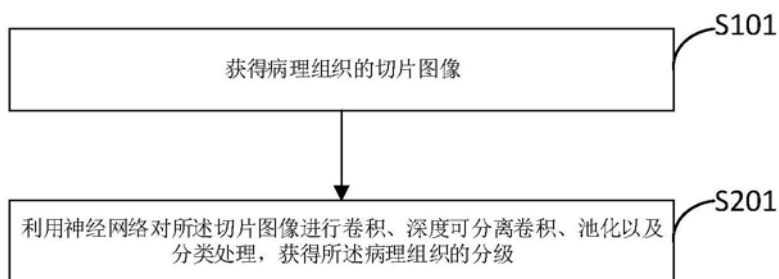 S101
获得病理组织的切片图像
S201
利用神经网络对所述切片图像进行卷积、深度可分离卷积、池化以及
分类处理，获得所述病理组织的分级